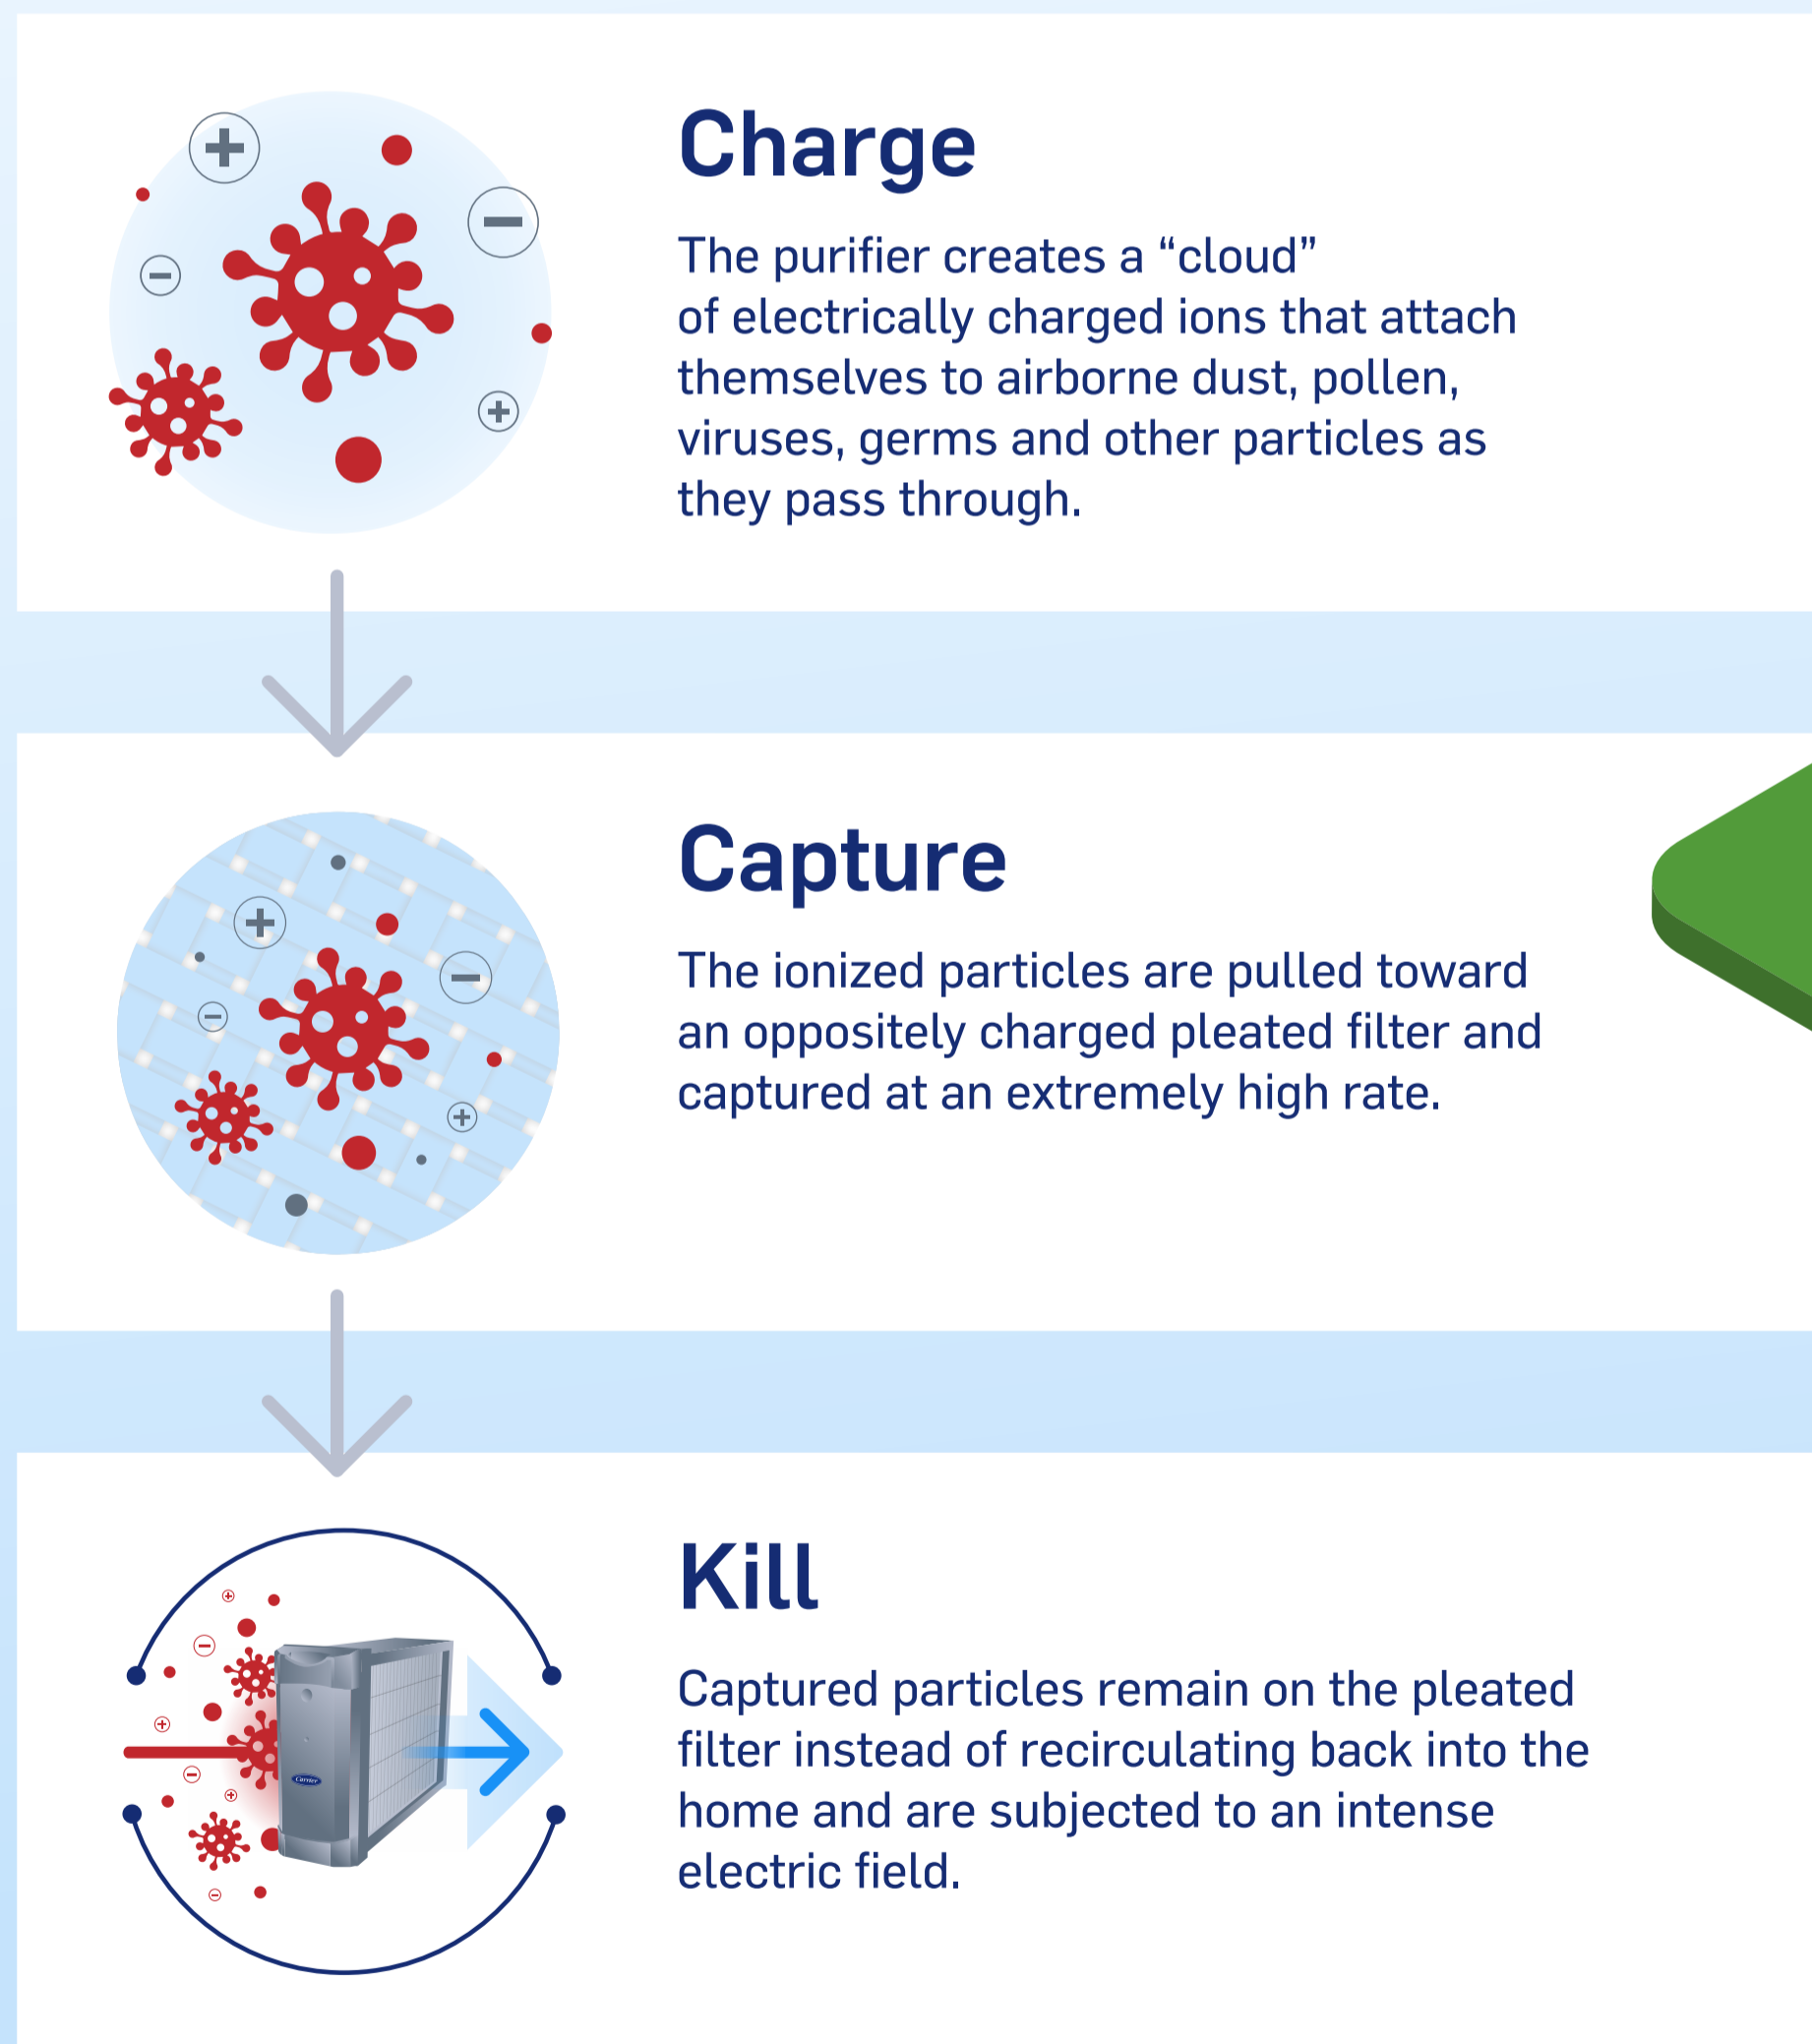 Charge
The purifier creates a “cloud”
of electrically charged ions that attach
themselves to airborne dust, pollen,
viruses, germs and other particles as
they pass through.
Capture
The ionized particles are pulled toward
an oppositely charged pleated filter and
captured at an extremely high rate.
Kill
Captured particles remain on the pleated
filter instead of recirculating back into the
home and are subjected to an intense
electric field.
Carrier